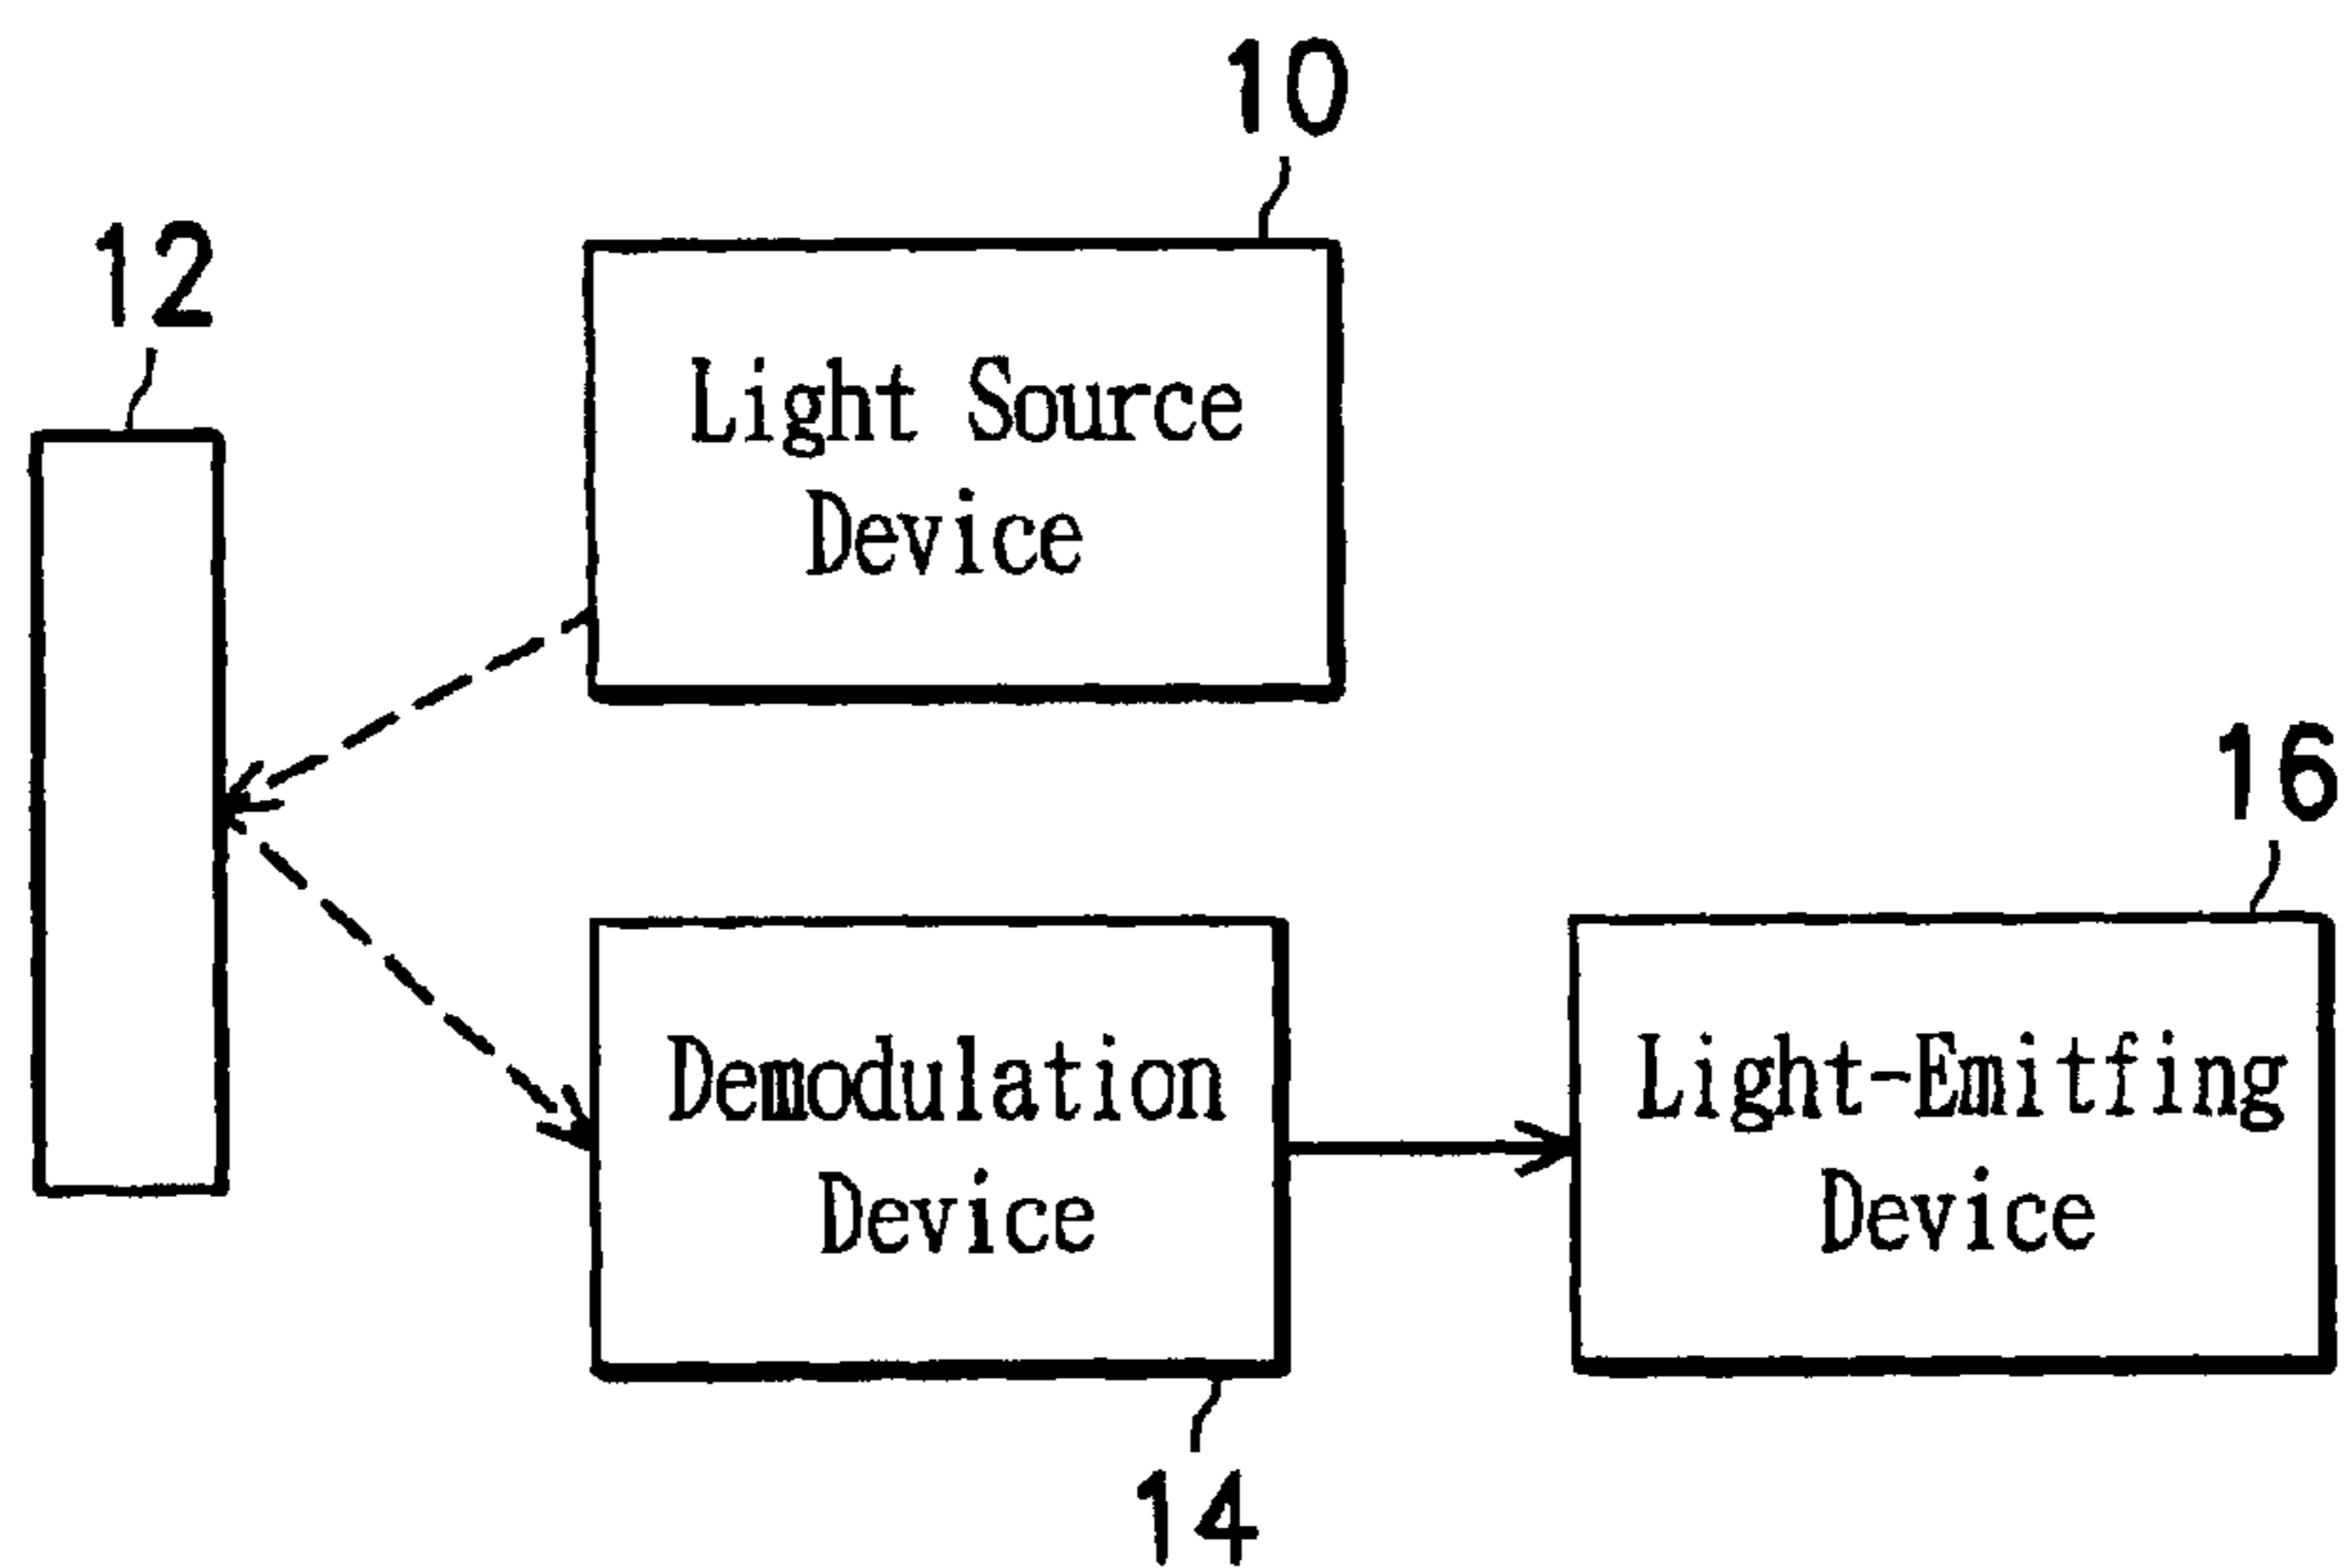 10
12
Light Source
Device
16
Demodulation
Device
Light-Emitfing
Device
14